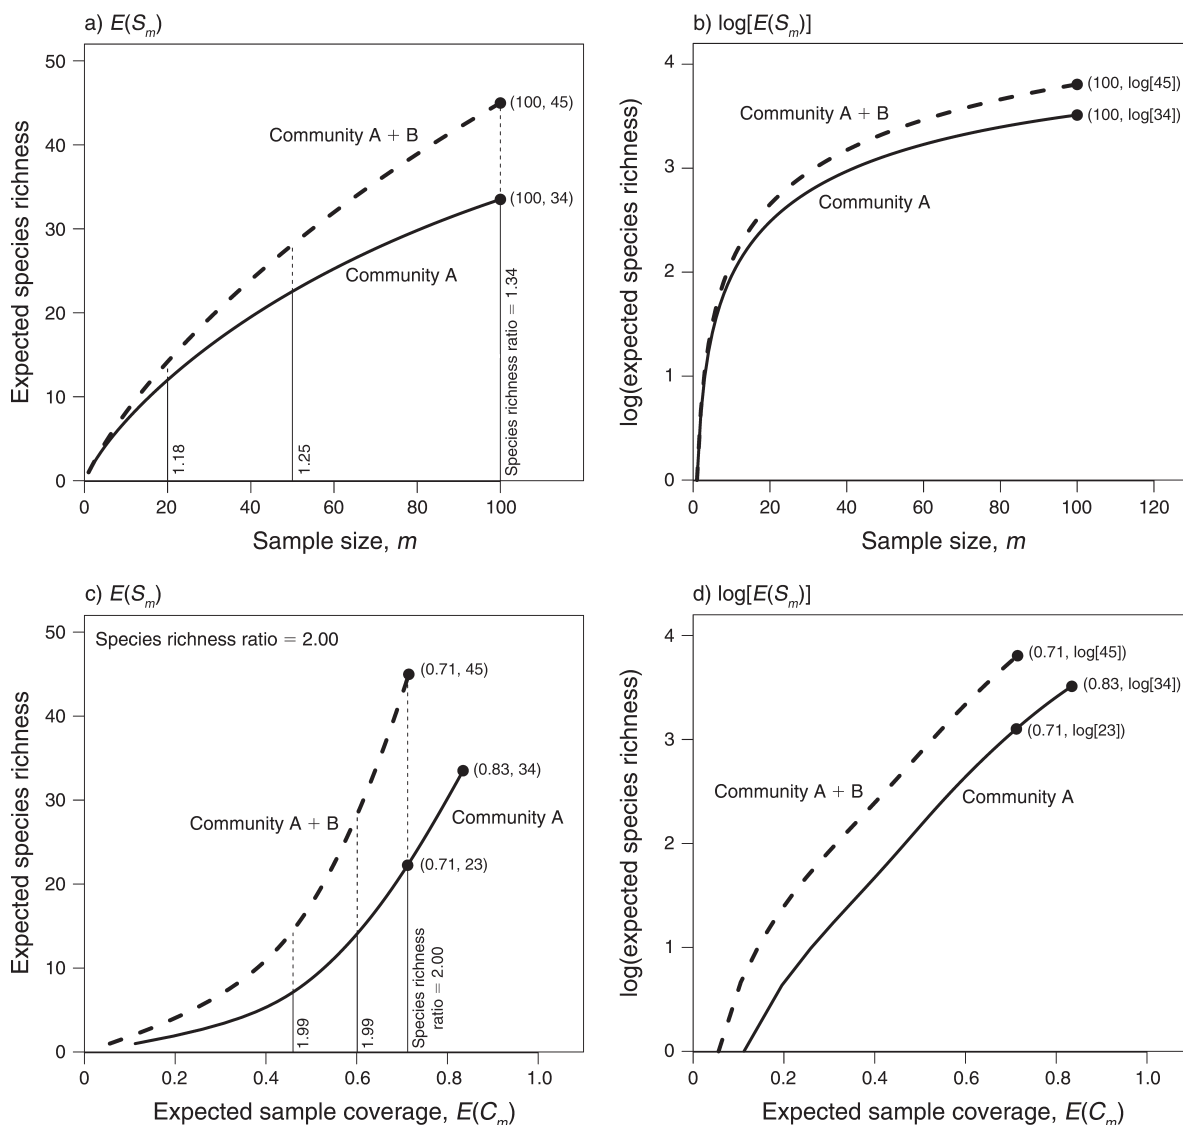 a) E(Sm)
50
40
30
20
10
0
Expected species richness
Community A + B
(100, 45)
(100, 34)
Community A
1.18
1.25
Species richness ratio = 1.34
0 20 40 60 80 100
Sample size, m
b) log[E(Sm)]
4
3
2
1
0
log(expected species richness)
Community A + B
(100, log[45])
(100, log[34])
Community A
0 20 40 60 80 100 120
Sample size, m
c) E(Sm)
50
40
30
20
10
0
Expected species richness
Species richness ratio = 2.00
(0.71, 45)
(0.83, 34)
Community A + B
Community A
(0.71, 23)
1.99
1.99
Species richness
ratio = 2.00
0 0.2 0.4 0.6 0.8 1.0
Expected sample coverage, E(Cm)
d) log[E(Sm)]
4
3
2
1
0
log(expected species richness)
(0.71, log[45])
(0.83, log[34])
(0.71, log[23])
Community A + B
Community A
0 0.2 0.4 0.6 0.8 1.0
Expected sample coverage, E(Cm)